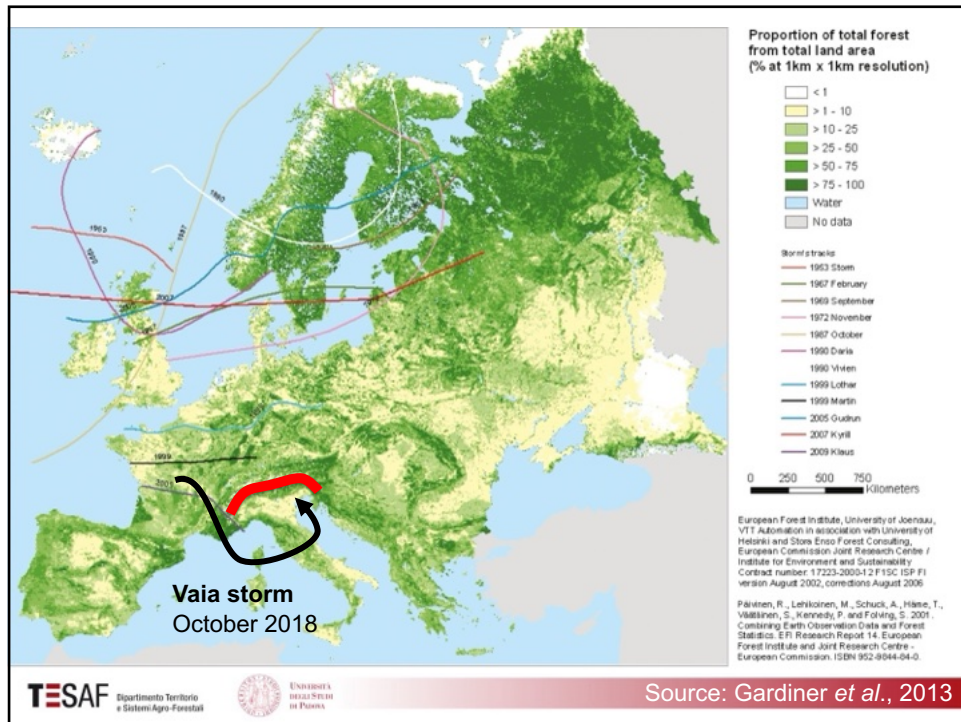 Proportion of total forest
from total land area
(% at 1km x 1km resolution)
< 1
> 1 - 10
> 10 - 25
> 25 - 50
> 50 - 75
> 75 - 100
Water
No data
Storm's tracks
1953 Storm
1967 February
1969 September
1972 November
1987 October
1990 Daria
1990 Vivien
1999 Lothar
1999 Martin
2005 Gudrun
2007 Kyrill
2009 Klaus
0 250 500 750
Kilometers
European Forest Institute, University of Joensuu,
VTT Automation in association with University of
Helsinki and Stora Enso Forest Consulting,
European Commission Joint Research Centre /
Institute for Environment and Sustainability
Contract number: 17223-2000-12 F1SC ISP FI
version August 2002, corrections August 2006
Päivinen, R., Lehikoinen, M., Schuck, A., Häme, T.,
Väätäinen, S., Kennedy, P. and Folving, S. 2001.
Combining Earth Observation Data and Forest
Statistics. EFI Research Report 14. European
Forest Institute and Joint Research Centre -
European Commission. ISBN 952-9844-84-0.
1990
1953
1987
1990
2007
1999
Vaia storm
October 2018
TESAF Dipartimento Territorio
e Sistemi Agro-Forestali
Università
degli Studi
di Padova
Source: Gardiner et al., 2013